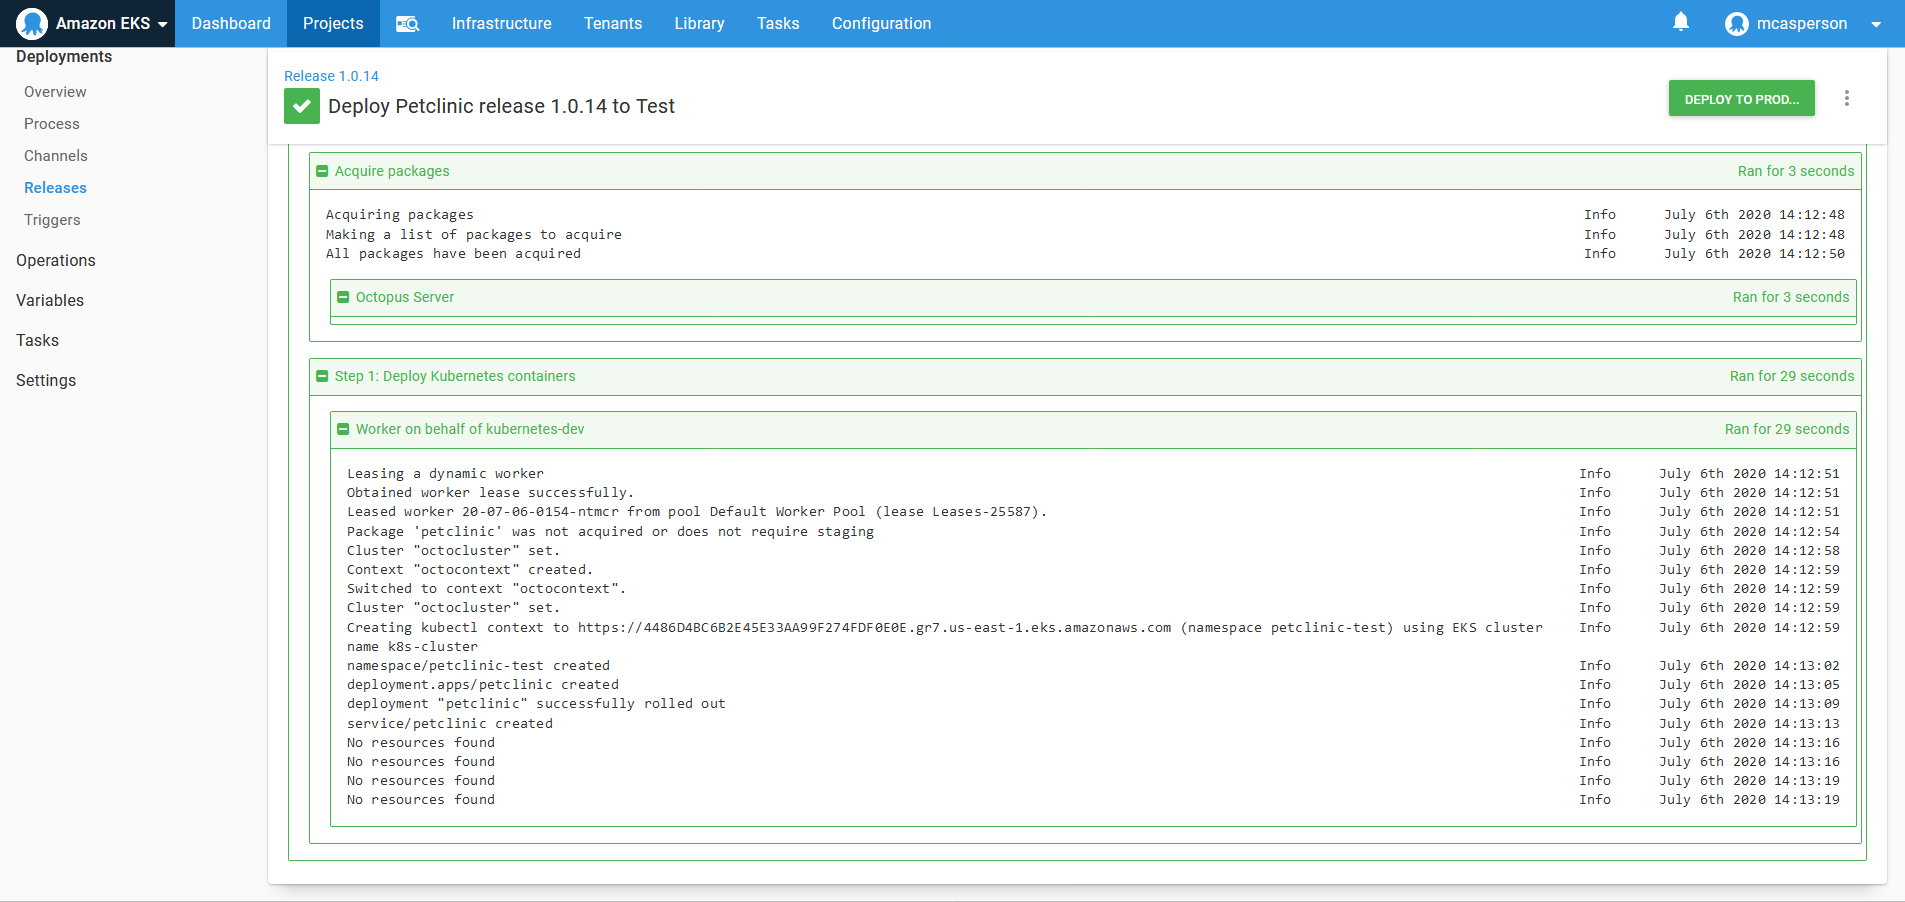 Amazon EKS Dashboard Projects Infrastructure Tenants Library Tasks Configuration mcasperson
Deployments
Overview
Process
Channels
Releases
Triggers
Operations
Variables
Tasks
Settings
Release 1.0.14
Deploy Petclinic release 1.0.14 to Test
DEPLOY TO PROD...
Acquire packages Ran for 3 seconds
Acquiring packages Info July 6th 2020 14:12:48
Making a list of packages to acquire Info July 6th 2020 14:12:48
All packages have been acquired Info July 6th 2020 14:12:50
Octopus Server Ran for 3 seconds
Step 1: Deploy Kubernetes containers Ran for 29 seconds
Worker on behalf of kubernetes-dev Ran for 29 seconds
Leasing a dynamic worker Info July 6th 2020 14:12:51
Obtained worker lease successfully. Info July 6th 2020 14:12:51
Leased worker 20-07-06-0154-ntmcr from pool Default Worker Pool (lease Leases-25587). Info July 6th 2020 14:12:51
Package 'petclinic' was not acquired or does not require staging Info July 6th 2020 14:12:54
Cluster "octocluster" set. Info July 6th 2020 14:12:58
Context "octocontext" created. Info July 6th 2020 14:12:59
Switched to context "octocontext". Info July 6th 2020 14:12:59
Cluster "octocluster" set. Info July 6th 2020 14:12:59
Creating kubectl context to https://4486D4BC6B2E45E33AA99F274FDF0E0E.gr7.us-east-1.eks.amazonaws.com (namespace petclinic-test) using EKS cluster Info July 6th 2020 14:12:59
name k8s-cluster
namespace/petclinic-test created Info July 6th 2020 14:13:02
deployment.apps/petclinic created Info July 6th 2020 14:13:05
deployment "petclinic" successfully rolled out Info July 6th 2020 14:13:09
service/petclinic created Info July 6th 2020 14:13:13
No resources found Info July 6th 2020 14:13:16
No resources found Info July 6th 2020 14:13:16
No resources found Info July 6th 2020 14:13:19
No resources found Info July 6th 2020 14:13:19